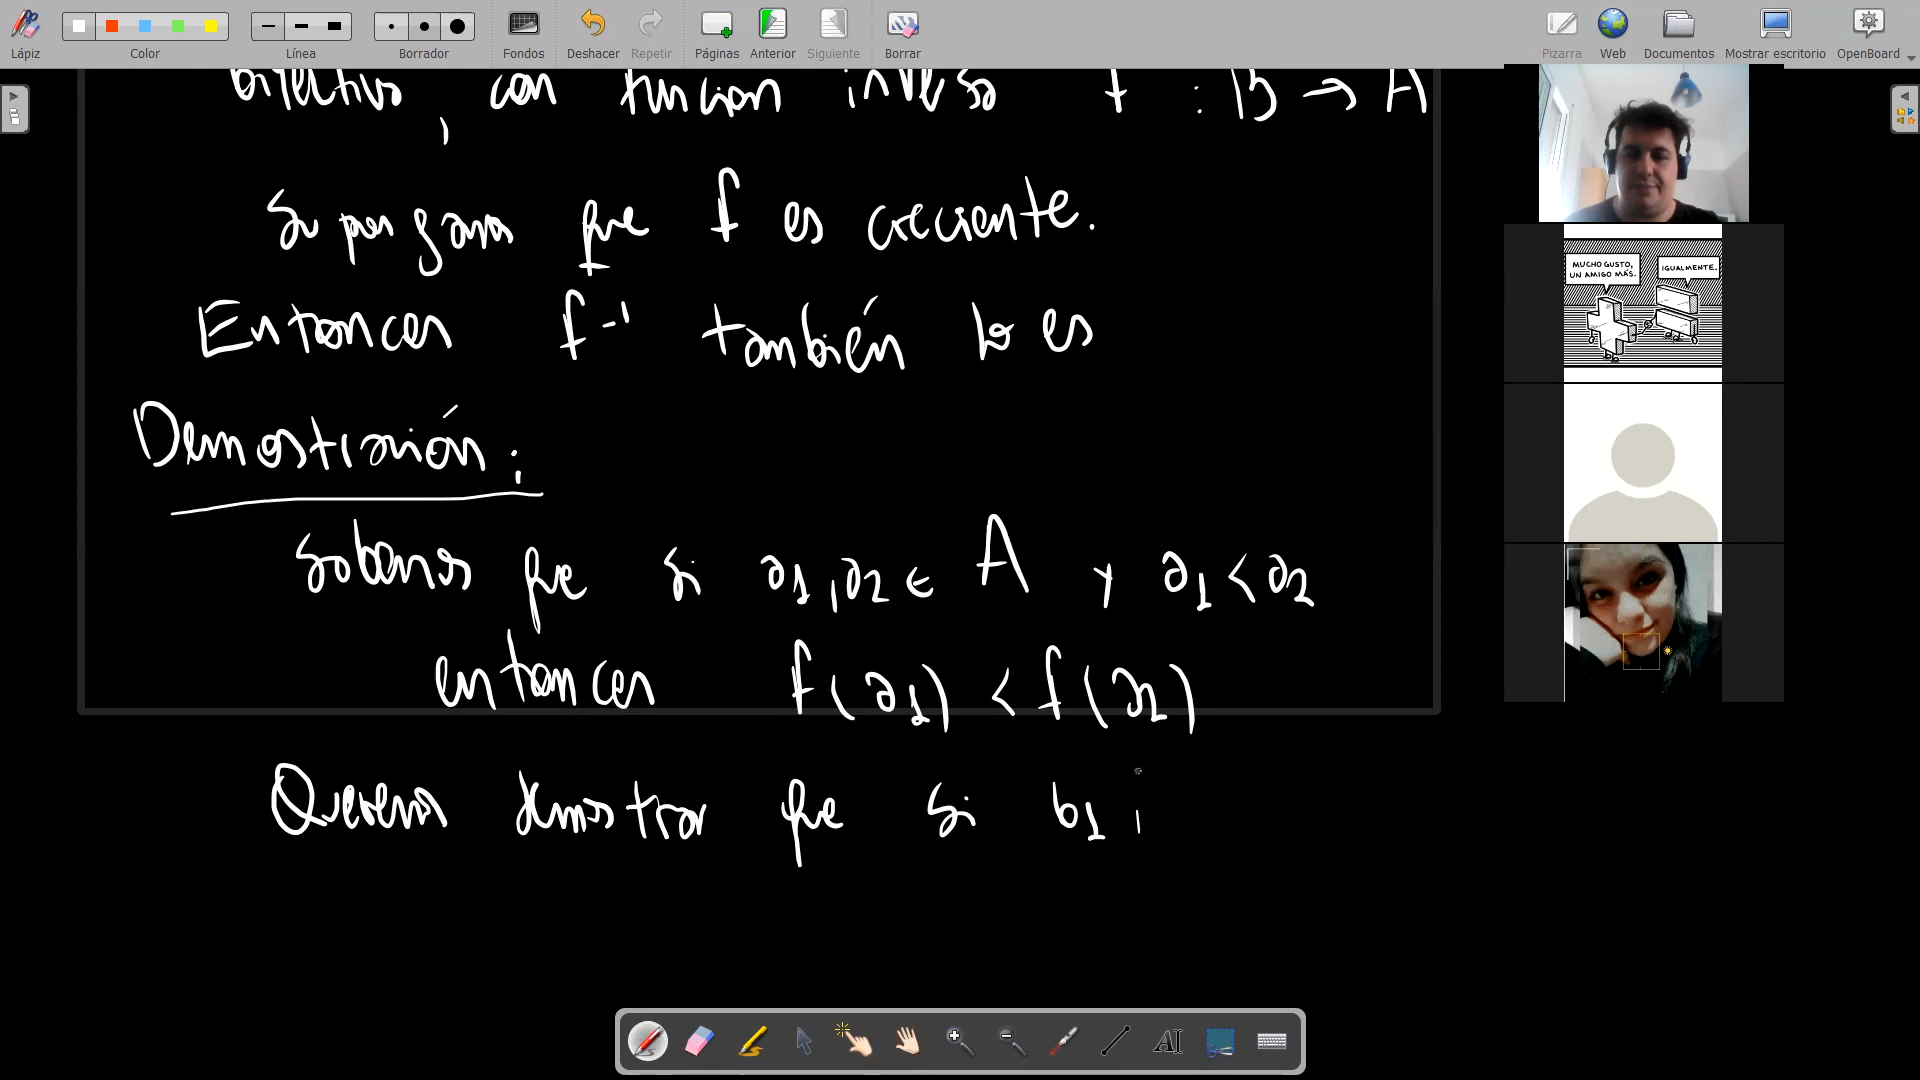 Lápiz Color Línea Borrador Fondos Deshacer Repetir Páginas Anterior Siguiente Borrar Pizarra Web Documentos Mostrar escritorio OpenBoard
con función inversa f : B → A
Supongamos que f es creciente.
Entonces f⁻¹ también lo es
Demostración:
Sabemos que si a1, a2 ∈ A y a1 < a2
entonces f(a1) < f(a2)
Queremos demostrar que si b1,
MUCHO GUSTO,
UN AMIGO MÁS.
IGUALMENTE.
AI